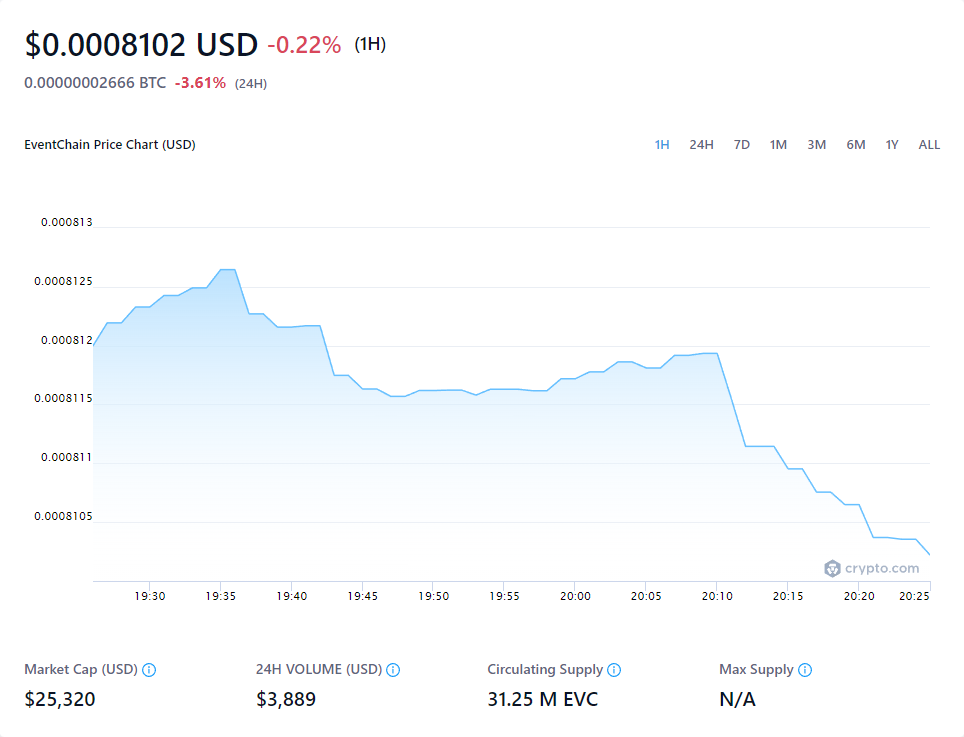 $0.0008102 USD -0.22% (1H)
0.00000002666 BTC -3.61% (24H)
EventChain Price Chart (USD) 1H 24H 7D 1M 3M 6M 1Y ALL
0.000813
0.0008125
0.000812
0.0008115
0.000811
0.0008105
crypto.com
19:30 19:35 19:40 19:45 19:50 19:55 20:00 20:05 20:10 20:15 20:20 20:25
Market Cap (USD) 24H VOLUME (USD) Circulating Supply Max Supply
$25,320 $3,889 31.25 M EVC N/A